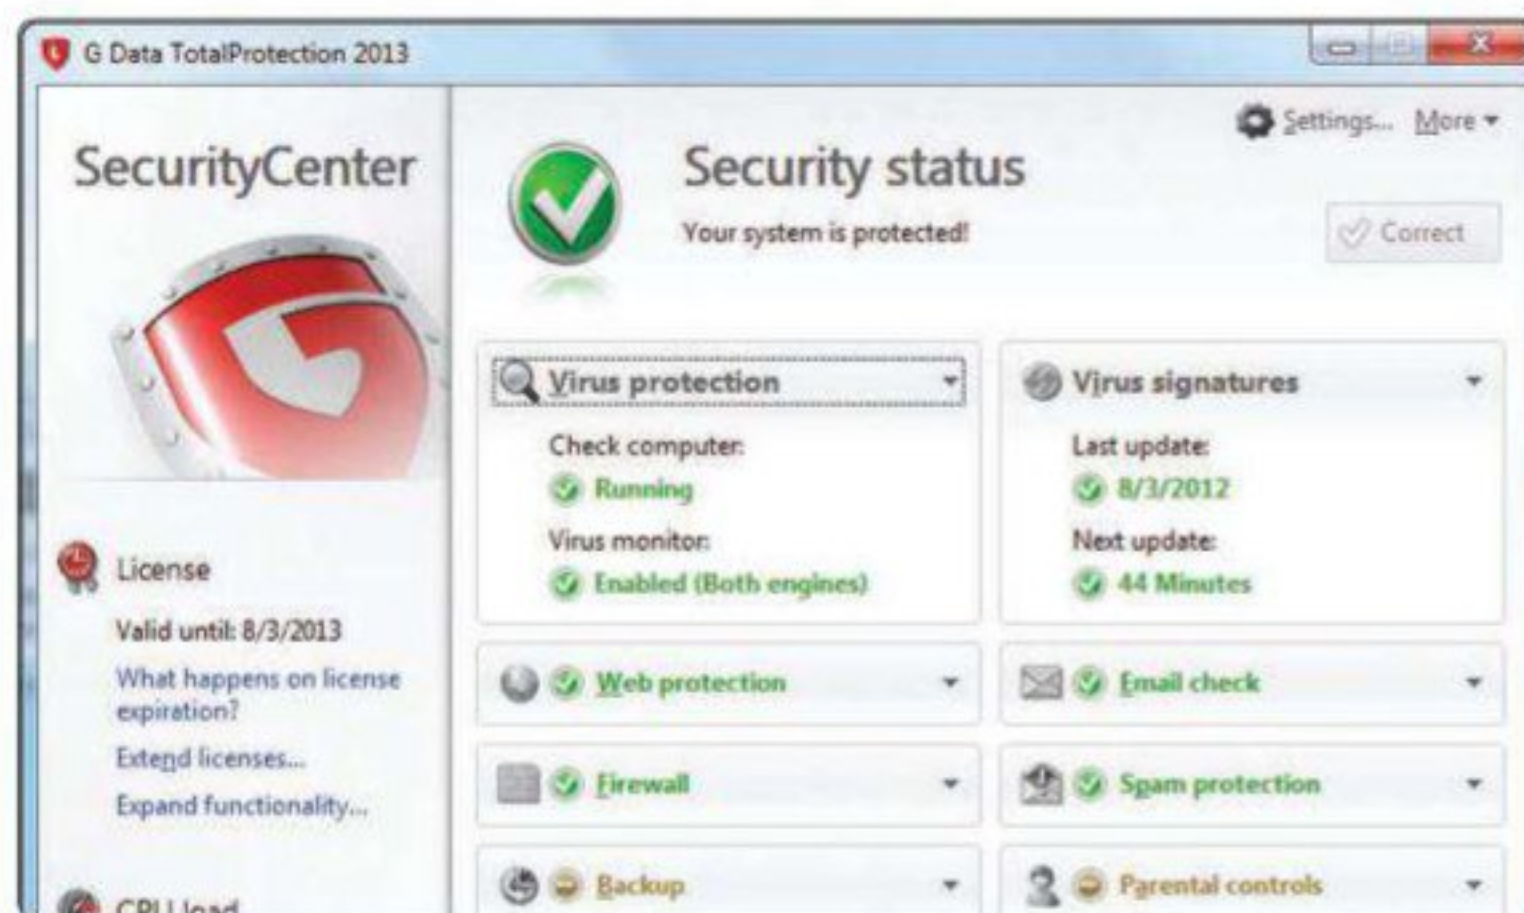 G Data TotalProtection 2013
Settings... More
SecurityCenter
Security status
Your system is protected!
Correct
Virus protection
Check computer:
Running
Virus monitor:
Enabled (Both engines)
Virus signatures
Last update:
8/3/2012
Next update:
44 Minutes
License
Valid until: 8/3/2013
What happens on license
expiration?
Extend licenses...
Expand functionality...
CPU load
Web protection
Email check
Firewall
Spam protection
Backup
Parental controls